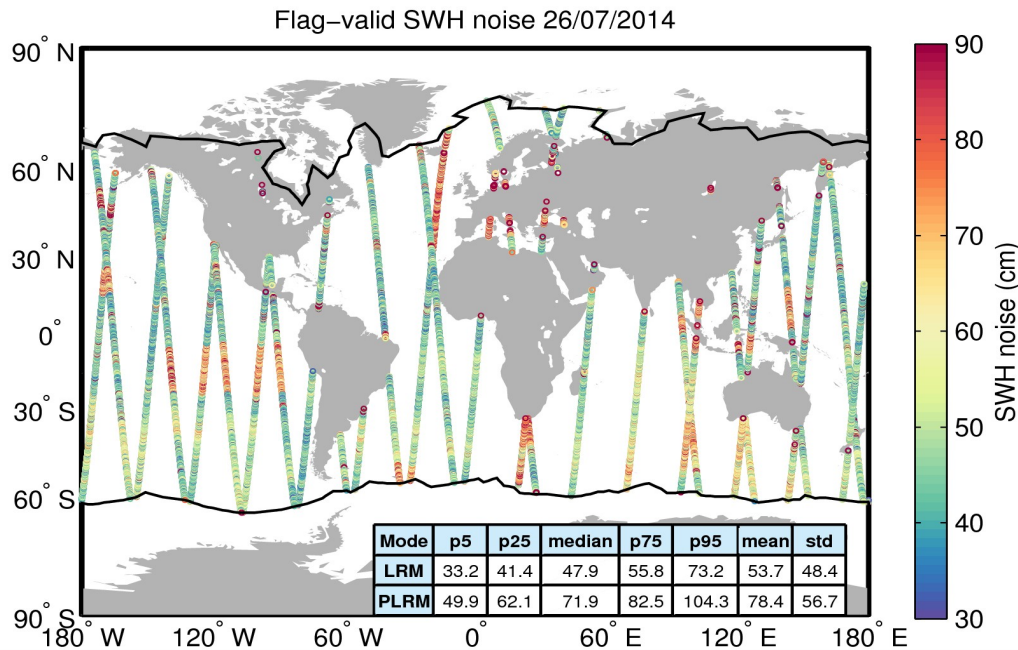 Flag−valid SWH noise 26/07/2014
90° N
60° N
30° N
0°
30° S
60° S
90° S
180° W
120° W
60° W
0°
60° E
120° E
180° E
90
80
70
60
50
40
30
SWH noise (cm)
Mode p5 p25 median p75 p95 mean std
LRM 33.2 41.4 47.9 55.8 73.2 53.7 48.4
PLRM 49.9 62.1 71.9 82.5 104.3 78.4 56.7